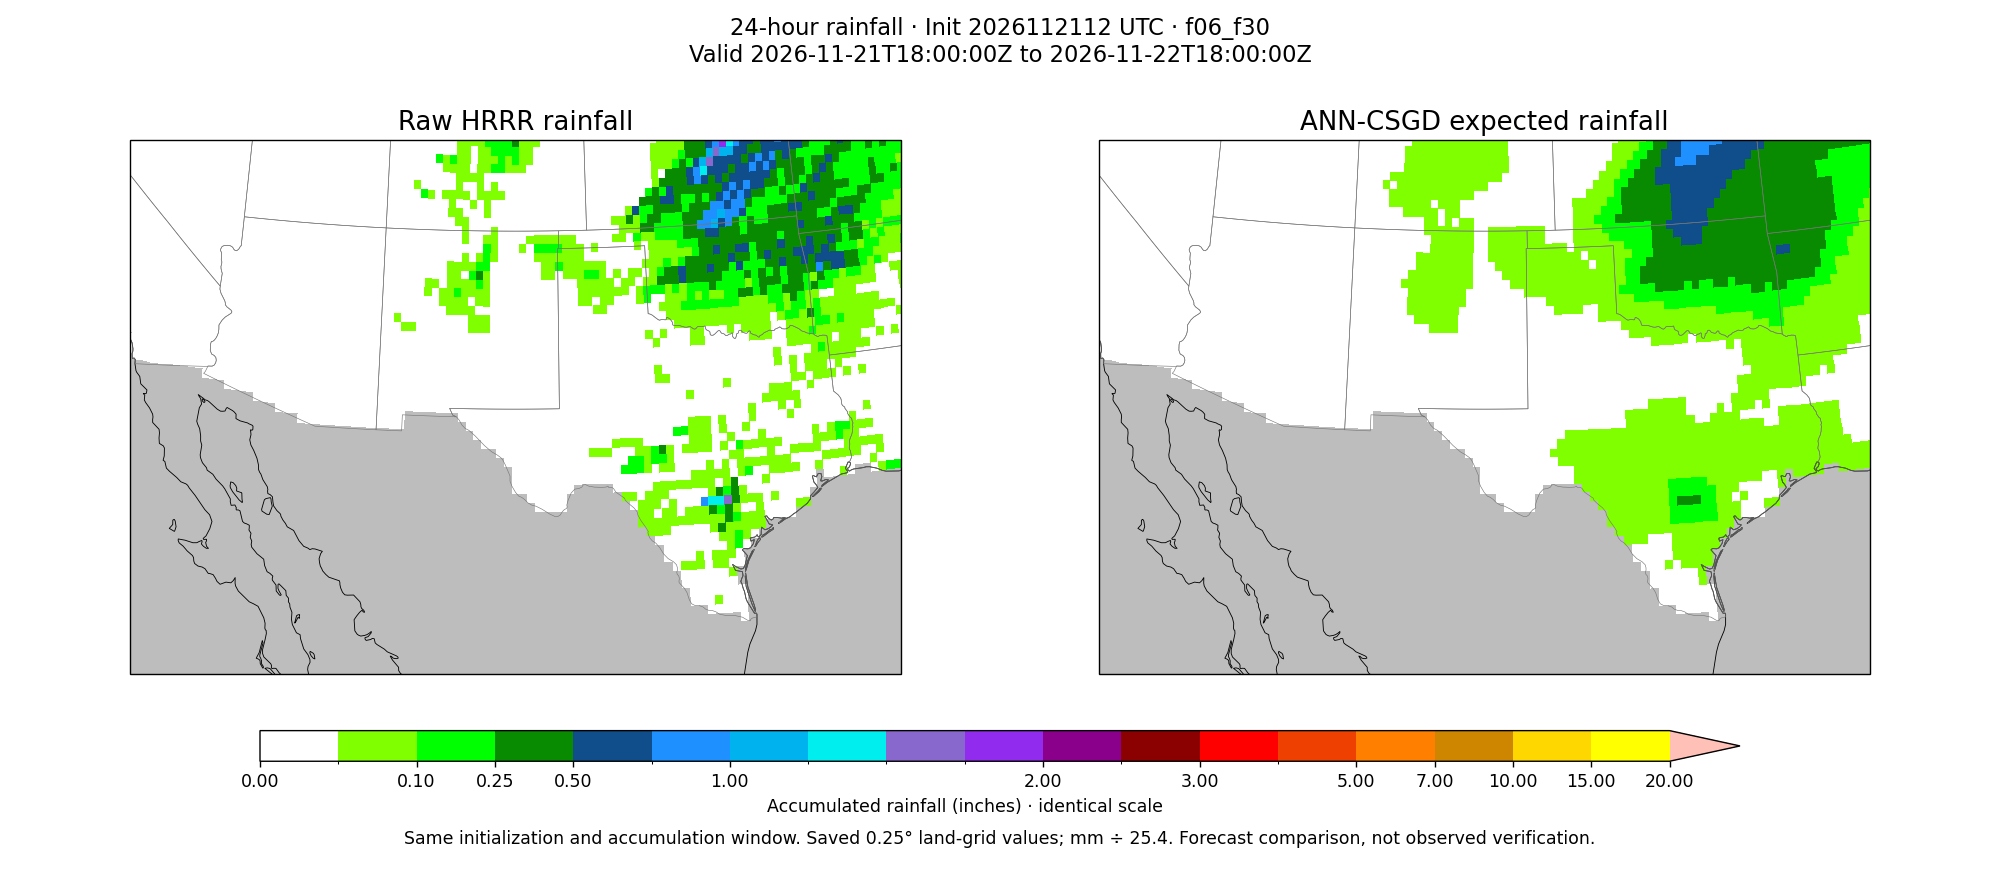 24-hour rainfall · Init 2026112112 UTC · f06_f30
Valid 2026-11-21T18:00:00Z to 2026-11-22T18:00:00Z
Raw HRRR rainfall
ANN-CSGD expected rainfall
0.00 0.10 0.25 0.50 1.00 2.00 3.00 5.00 7.00 10.00 15.00 20.00
Accumulated rainfall (inches) · identical scale
Same initialization and accumulation window. Saved 0.25° land-grid values; mm ÷ 25.4. Forecast comparison, not observed verification.